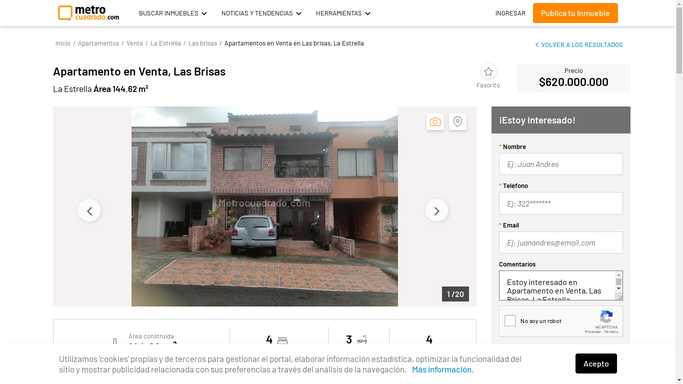 metro
cuadrado.com
BUSCAR INMUEBLES
NOTICIAS Y TENDENCIAS
HERRAMIENTAS
INGRESAR
Publica tu Inmueble
Inicio / Apartamentos / Venta / La Estrella / Las brisas / Apartamentos en Venta en Las brisas, La Estrella
VOLVER A LOS RESULTADOS
Apartamento en Venta, Las Brisas
La Estrella Área 144,62 m²
Favorito
Precio
$620.000.000
Metrocuadrado.com
1 / 20
¡Estoy Interesado!
* Nombre
Ej: Juan Andres
* Teléfono
Ej: 322*******
* Email
Ej: juanandres@email.com
Comentarios
Estoy interesado en
Apartamento en Venta, Las
Brisas, La Estrella
No soy un robot
reCAPTCHA
Privacidad - Términos
Área construida
4
3
4
Utilizamos 'cookies' propias y de terceros para gestionar el portal, elaborar información estadística, optimizar la funcionalidad del
sitio y mostrar publicidad relacionada con sus preferencias a través del análisis de la navegación. Más información.
Acepto